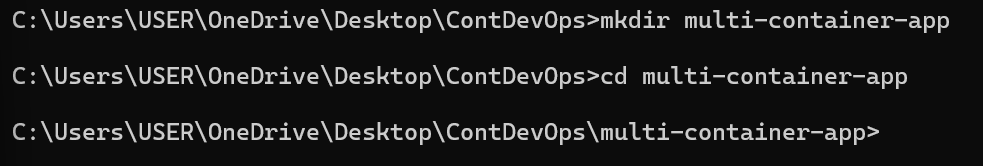 C:\Users\USER\OneDrive\Desktop\ContDevOps>mkdir multi-container-app
C:\Users\USER\OneDrive\Desktop\ContDevOps>cd multi-container-app
C:\Users\USER\OneDrive\Desktop\ContDevOps\multi-container-app>